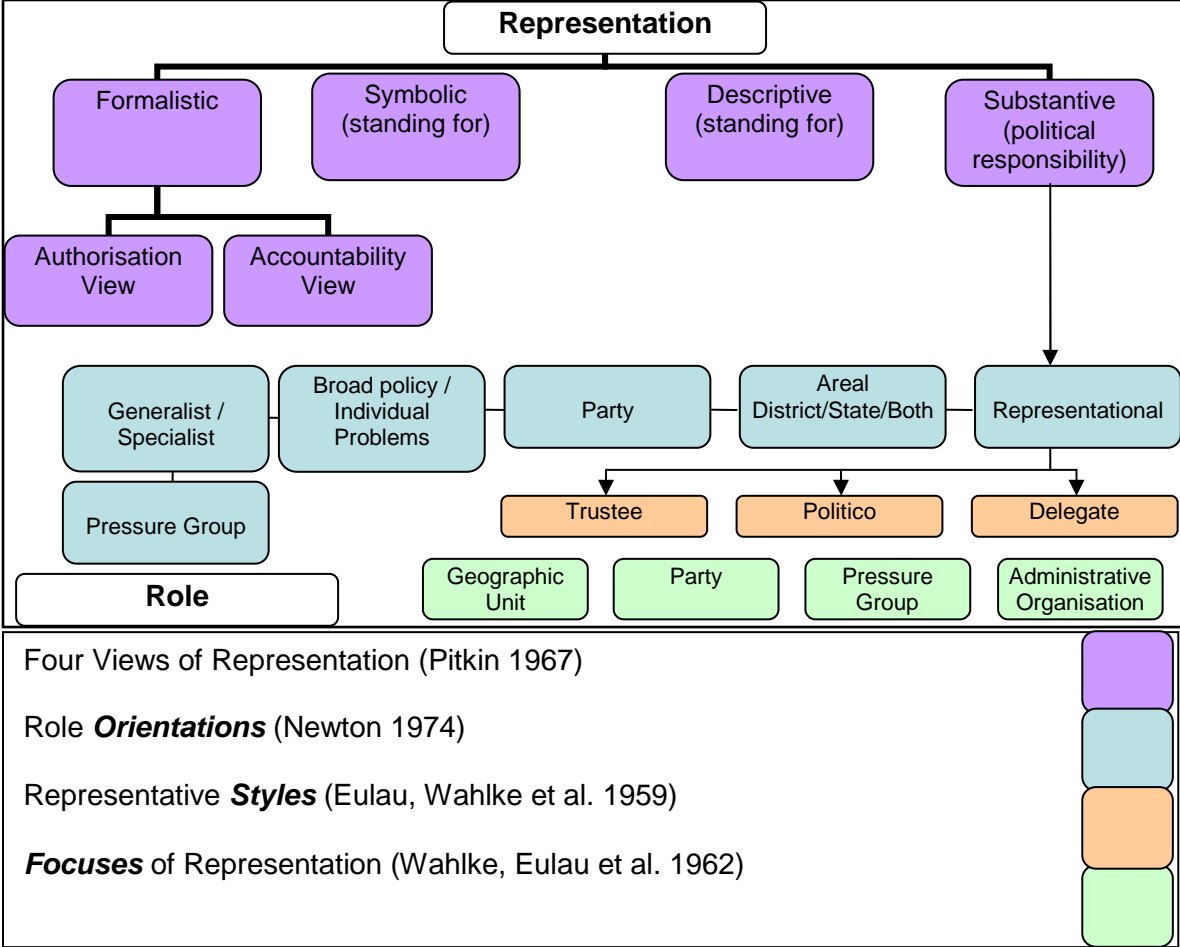 Representation
Formalistic
Symbolic
(standing for)
Descriptive
(standing for)
Substantive
(political
responsibility)
Authorisation
View
Accountability
View
Generalist /
Specialist
Broad policy /
Individual
Problems
Party
Areal
District/State/Both
Representational
Pressure Group
Trustee
Politico
Delegate
Role
Geographic
Unit
Party
Pressure
Group
Administrative
Organisation
Four Views of Representation (Pitkin 1967)
Role Orientations (Newton 1974)
Representative Styles (Eulau, Wahlke et al. 1959)
Focuses of Representation (Wahlke, Eulau et al. 1962)